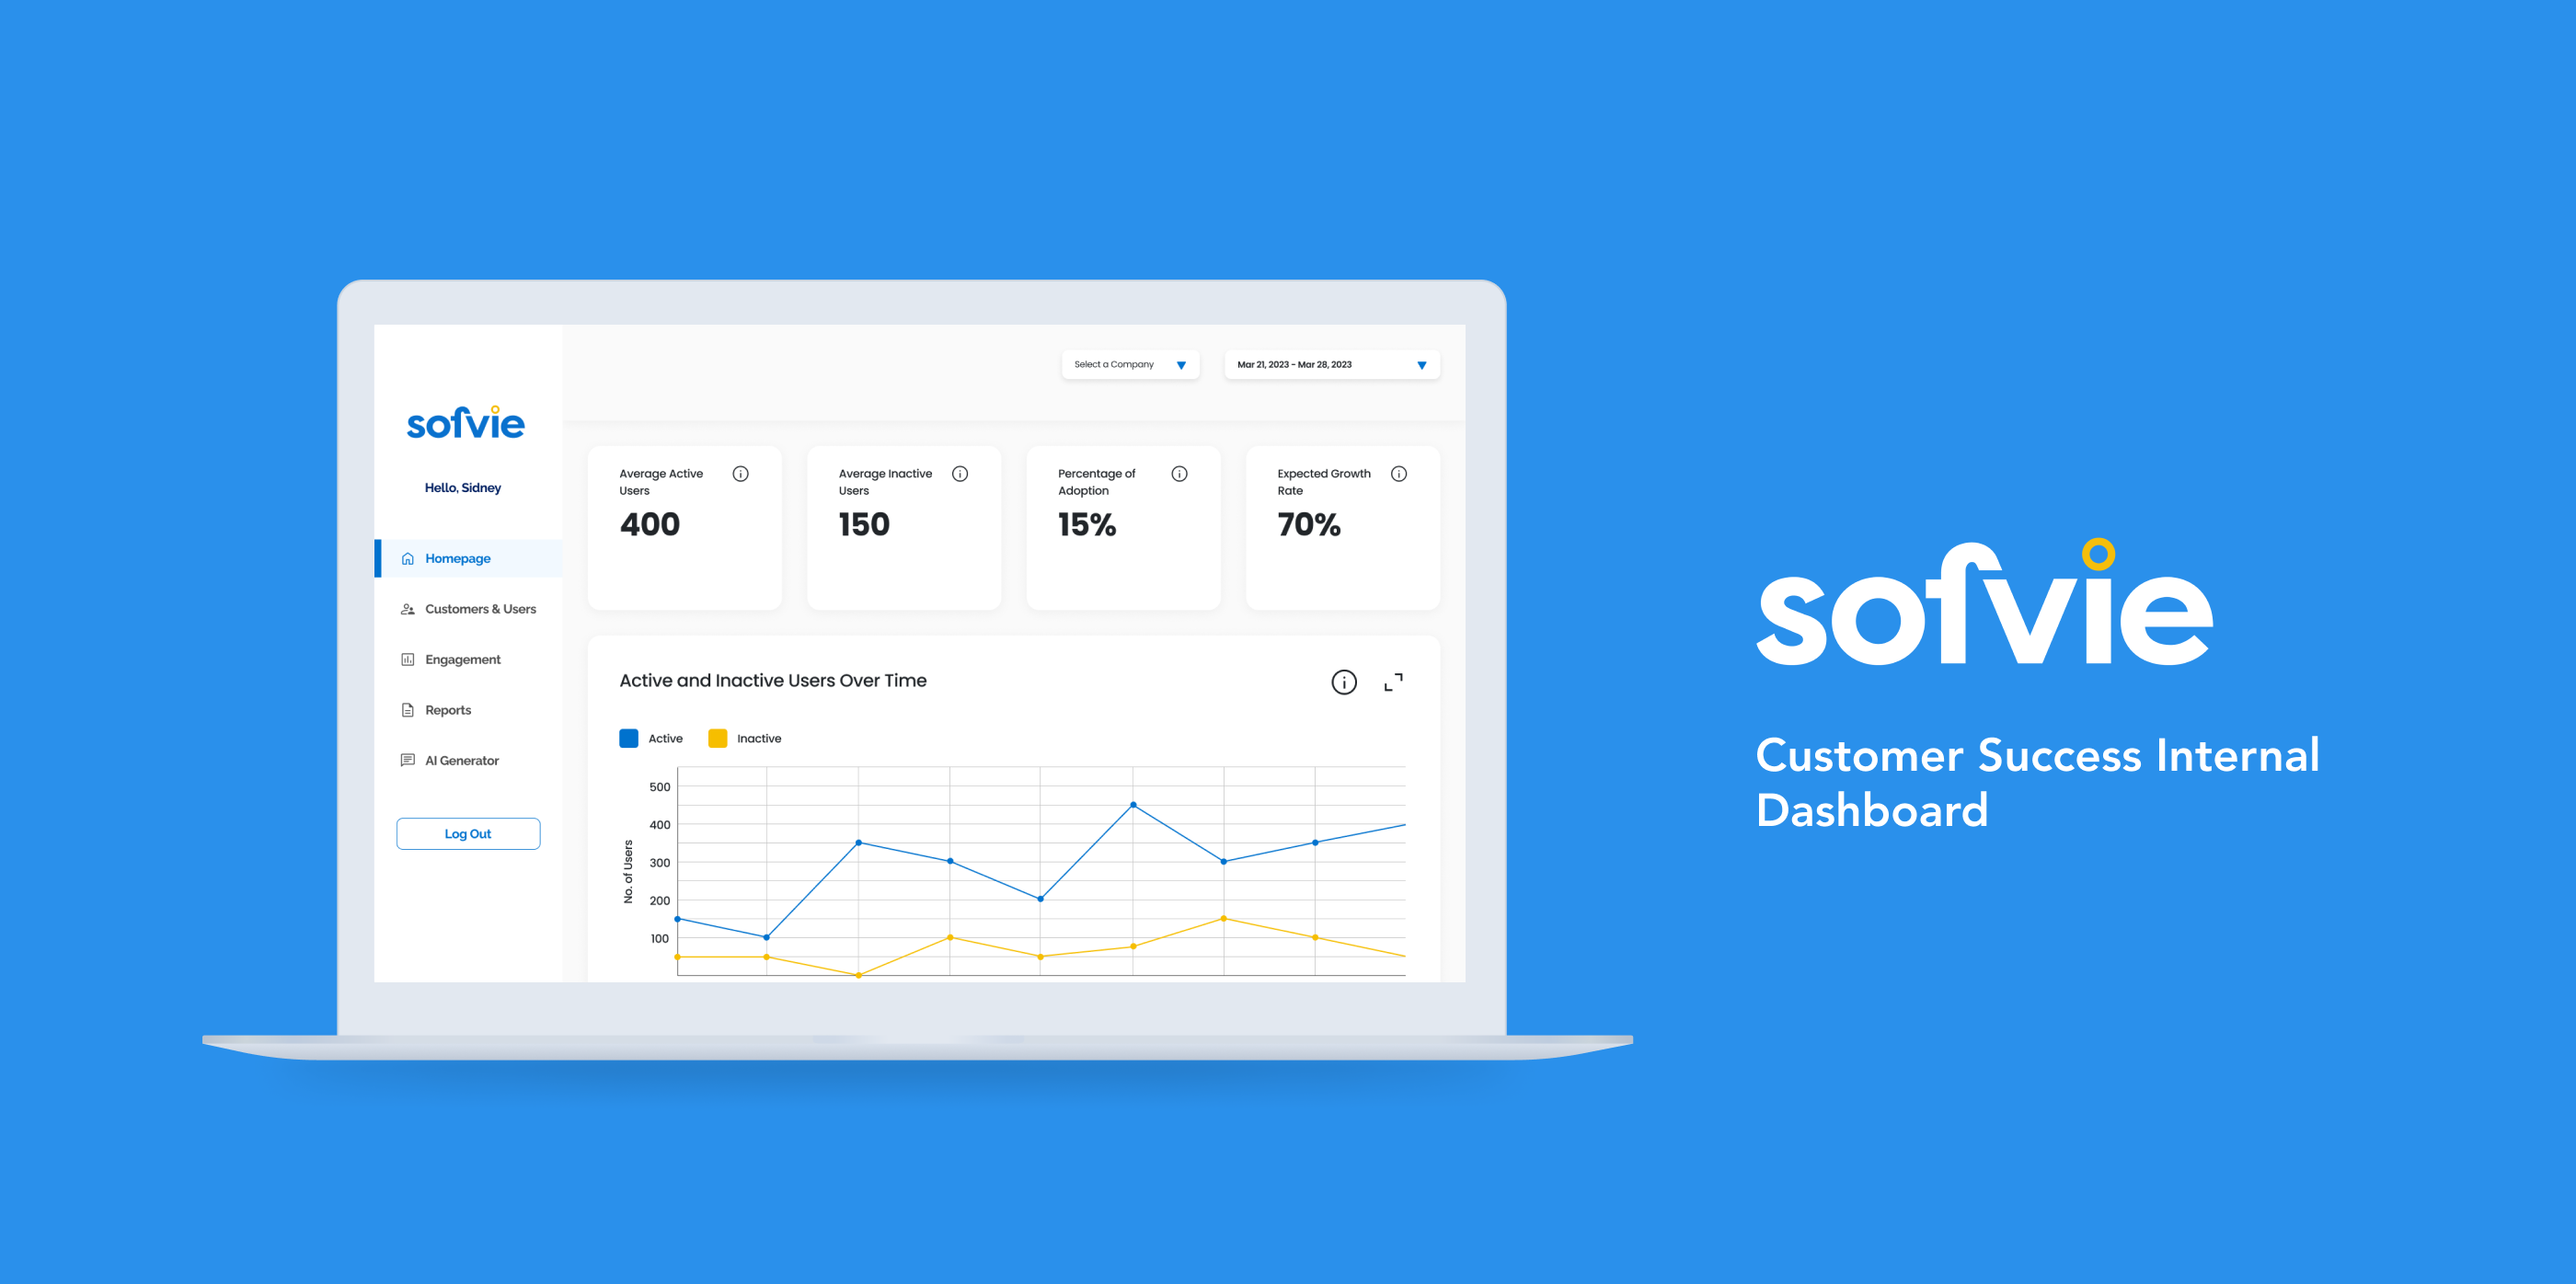 Select a Company
Mar 21, 2023 - Mar 28, 2023
sofvie
Hello, Sidney
Homepage
Customers & Users
Engagement
Reports
AI Generator
Log Out
Average Active
Users
400
Average Inactive
Users
150
Percentage of
Adoption
15%
Expected Growth
Rate
70%
Active and Inactive Users Over Time
Active
Inactive
No. of Users
500
400
300
200
100
sofvie
Customer Success Internal
Dashboard